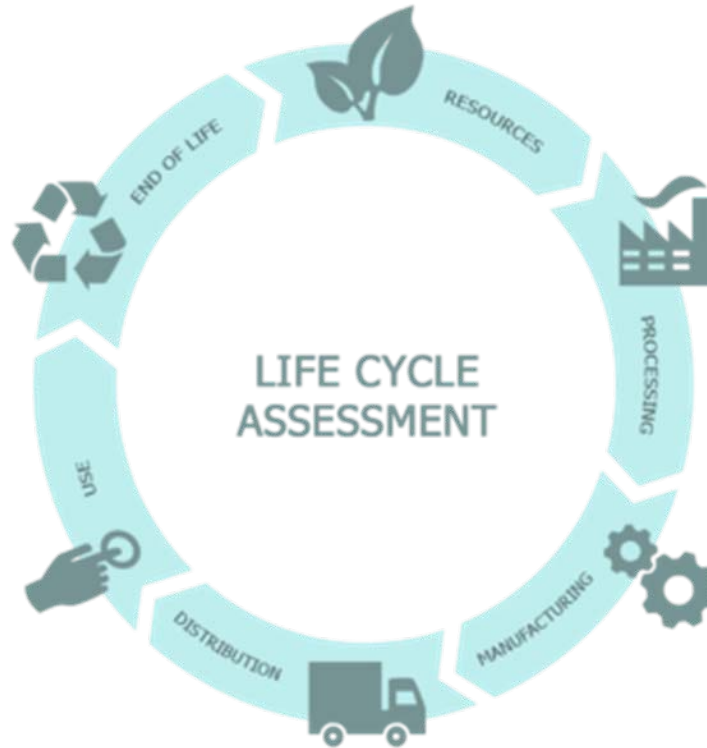 LIFE CYCLE
ASSESSMENT
RESOURCES
PROCESSING
MANUFACTURING
DISTRIBUTION
USE
END OF LIFE